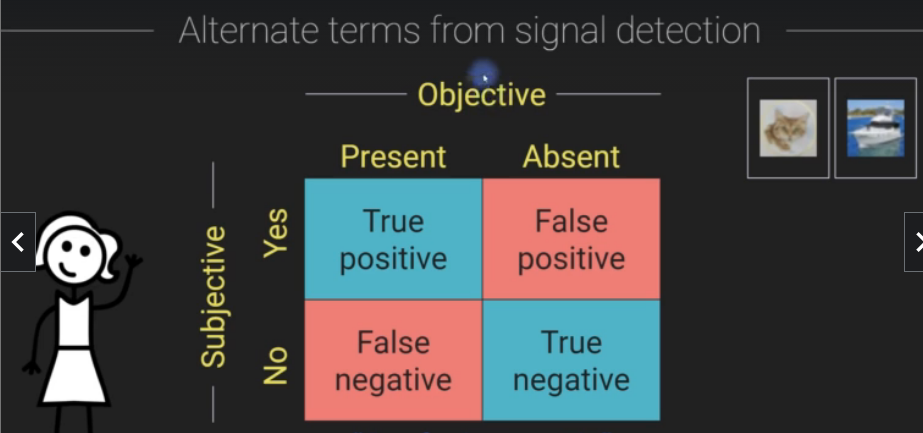 Alternate terms from signal detection
Objective
Present Absent
Subjective
Yes
True
positive
False
positive
No
False
negative
True
negative